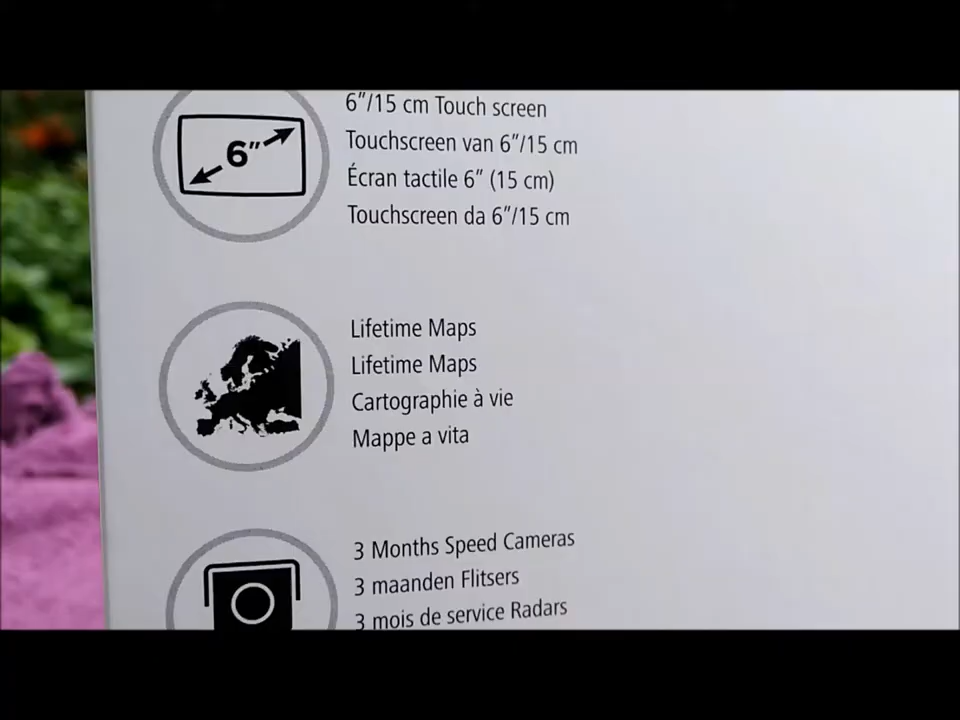 6"
6"/15 cm Touch screen
Touchscreen van 6"/15 cm
Écran tactile 6" (15 cm)
Touchscreen da 6"/15 cm
Lifetime Maps
Lifetime Maps
Cartographie à vie
Mappe a vita
3 Months Speed Cameras
3 maanden Flitsers
3 mois de service Radars